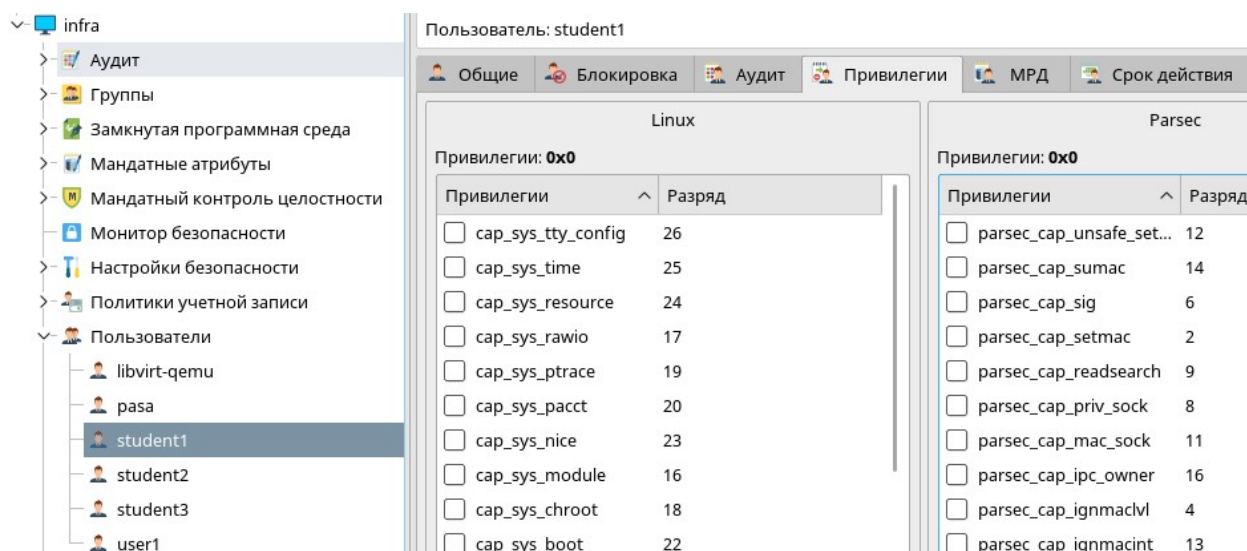 infra
Аудит
Группы
Замкнутая программная среда
Мандатные атрибуты
Мандатный контроль целостности
Монитор безопасности
Настройки безопасности
Политики учетной записи
Пользователи
libvirt-qemu
pasa
student1
student2
student3
user1
Пользователь: student1
Общие Блокировка Аудит Привилегии МРД Срок действия
Linux
Привилегии: 0x0
Привилегии Разряд
cap_sys_tty_config 26
cap_sys_time 25
cap_sys_resource 24
cap_sys_rawio 17
cap_sys_ptrace 19
cap_sys_pacct 20
cap_sys_nice 23
cap_sys_module 16
cap_sys_chroot 18
cap_sys_boot 22
Parsec
Привилегии: 0x0
Привилегии Разряд
parsec_cap_unsafe_set... 12
parsec_cap_sumac 14
parsec_cap_sig 6
parsec_cap_setmac 2
parsec_cap_readsearch 9
parsec_cap_priv_sock 8
parsec_cap_mac_sock 11
parsec_cap_ipc_owner 16
parsec_cap_ignmaclvl 4
parsec_cap_ignmacint 13